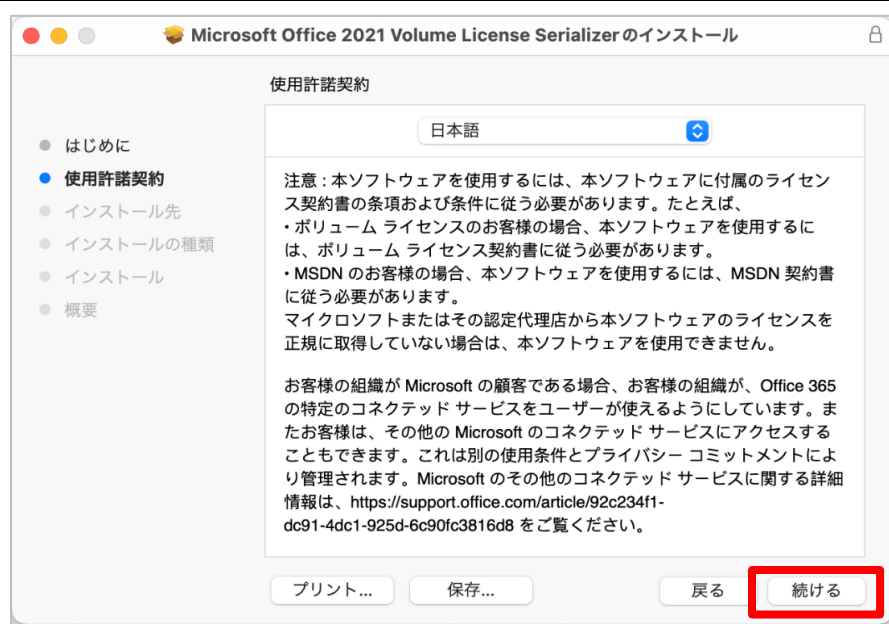 Microsoft Office 2021 Volume License Serializerのインストール
使用許諾契約
日本語
はじめに
使用許諾契約
インストール先
インストールの種類
インストール
概要
注意 : 本ソフトウェアを使用するには、本ソフトウェアに付属のライセン
ス契約書の条項および条件に従う必要があります。たとえば、
・ボリューム ライセンスのお客様の場合、本ソフトウェアを使用するに
は、ボリューム ライセンス契約書に従う必要があります。
・MSDN のお客様の場合、本ソフトウェアを使用するには、MSDN 契約書
に従う必要があります。
マイクロソフトまたはその認定代理店から本ソフトウェアのライセンスを
正規に取得していない場合は、本ソフトウェアを使用できません。
お客様の組織が Microsoft の顧客である場合、お客様の組織が、Office 365
の特定のコネクテッド サービスをユーザーが使えるようにしています。ま
たお客様は、その他の Microsoft のコネクテッド サービスにアクセスする
こともできます。これは別の使用条件とプライバシー コミットメントによ
り管理されます。Microsoft のその他のコネクテッド サービスに関する詳細
情報は、https://support.office.com/article/92c234f1-
dc91-4dc1-925d-6c90fc3816d8 をご覧ください。
プリント...
保存...
戻る
続ける